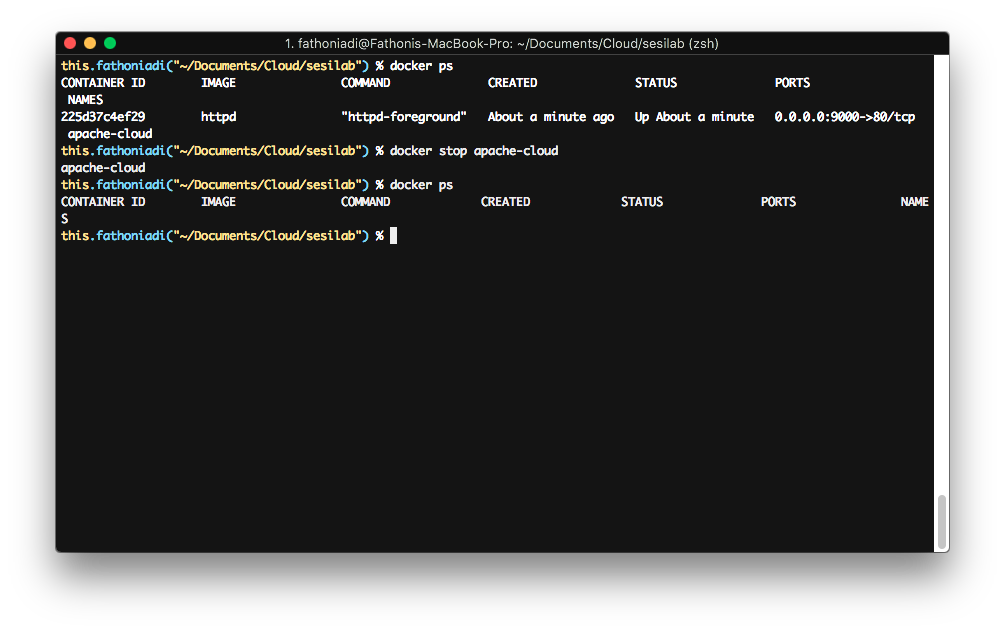 1. fathoniadi@Fathonis-MacBook-Pro: ~/Documents/Cloud/sesilab (zsh)
this.fathoniadi("~/Documents/Cloud/sesilab") % docker ps
CONTAINER ID        IMAGE               COMMAND              CREATED              STATUS              PORTS
 NAMES
225d37c4ef29        httpd               "httpd-foreground"   About a minute ago   Up About a minute   0.0.0.0:9000->80/tcp
 apache-cloud
this.fathoniadi("~/Documents/Cloud/sesilab") % docker stop apache-cloud
apache-cloud
this.fathoniadi("~/Documents/Cloud/sesilab") % docker ps
CONTAINER ID        IMAGE               COMMAND             CREATED             STATUS              PORTS               NAME
S
this.fathoniadi("~/Documents/Cloud/sesilab") %